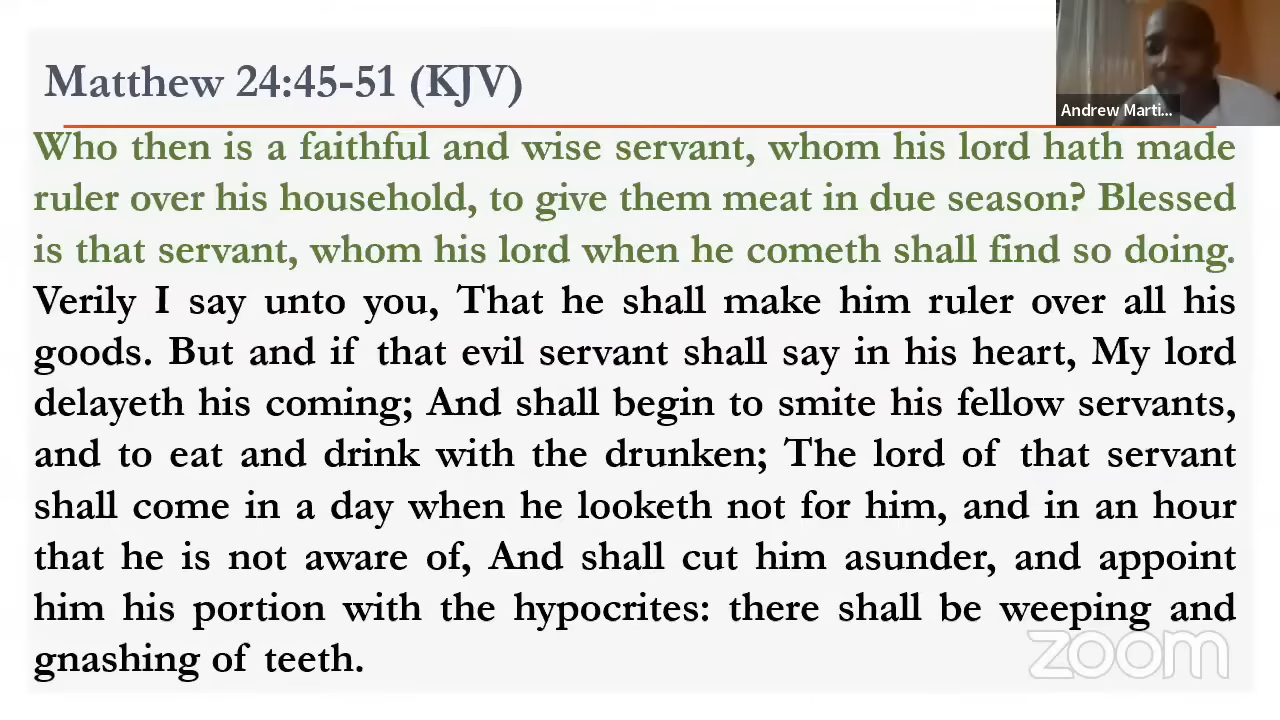 Matthew 24:45-51 (KJV)
Andrew Marti...
Who then is a faithful and wise servant, whom his lord hath made
ruler over his household, to give them meat in due season? Blessed
is that servant, whom his lord when he cometh shall find so doing.
Verily I say unto you, That he shall make him ruler over all his
goods. But and if that evil servant shall say in his heart, My lord
delayeth his coming; And shall begin to smite his fellow servants,
and to eat and drink with the drunken; The lord of that servant
shall come in a day when he looketh not for him, and in an hour
that he is not aware of, And shall cut him asunder, and appoint
him his portion with the hypocrites: there shall be weeping and
gnashing of teeth.
zoom